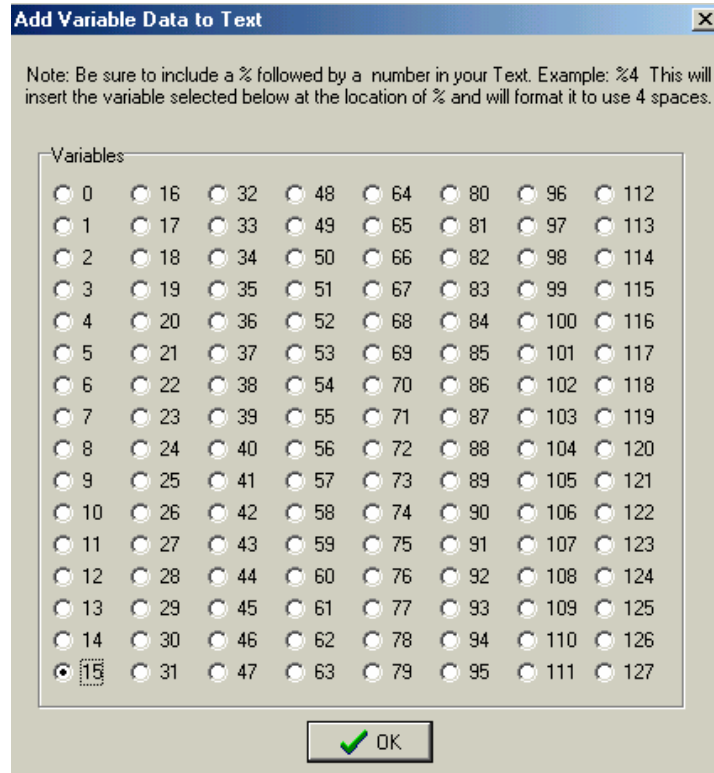 Add Variable Data to Text
Note: Be sure to include a % followed by a number in your Text. Example: %4 This will
insert the variable selected below at the location of % and will format it to use 4 spaces.
Variables
0 16 32 48 64 80 96 112
1 17 33 49 65 81 97 113
2 18 34 50 66 82 98 114
3 19 35 51 67 83 99 115
4 20 36 52 68 84 100 116
5 21 37 53 69 85 101 117
6 22 38 54 70 86 102 118
7 23 39 55 71 87 103 119
8 24 40 56 72 88 104 120
9 25 41 57 73 89 105 121
10 26 42 58 74 90 106 122
11 27 43 59 75 91 107 123
12 28 44 60 76 92 108 124
13 29 45 61 77 93 109 125
14 30 46 62 78 94 110 126
15 31 47 63 79 95 111 127
OK